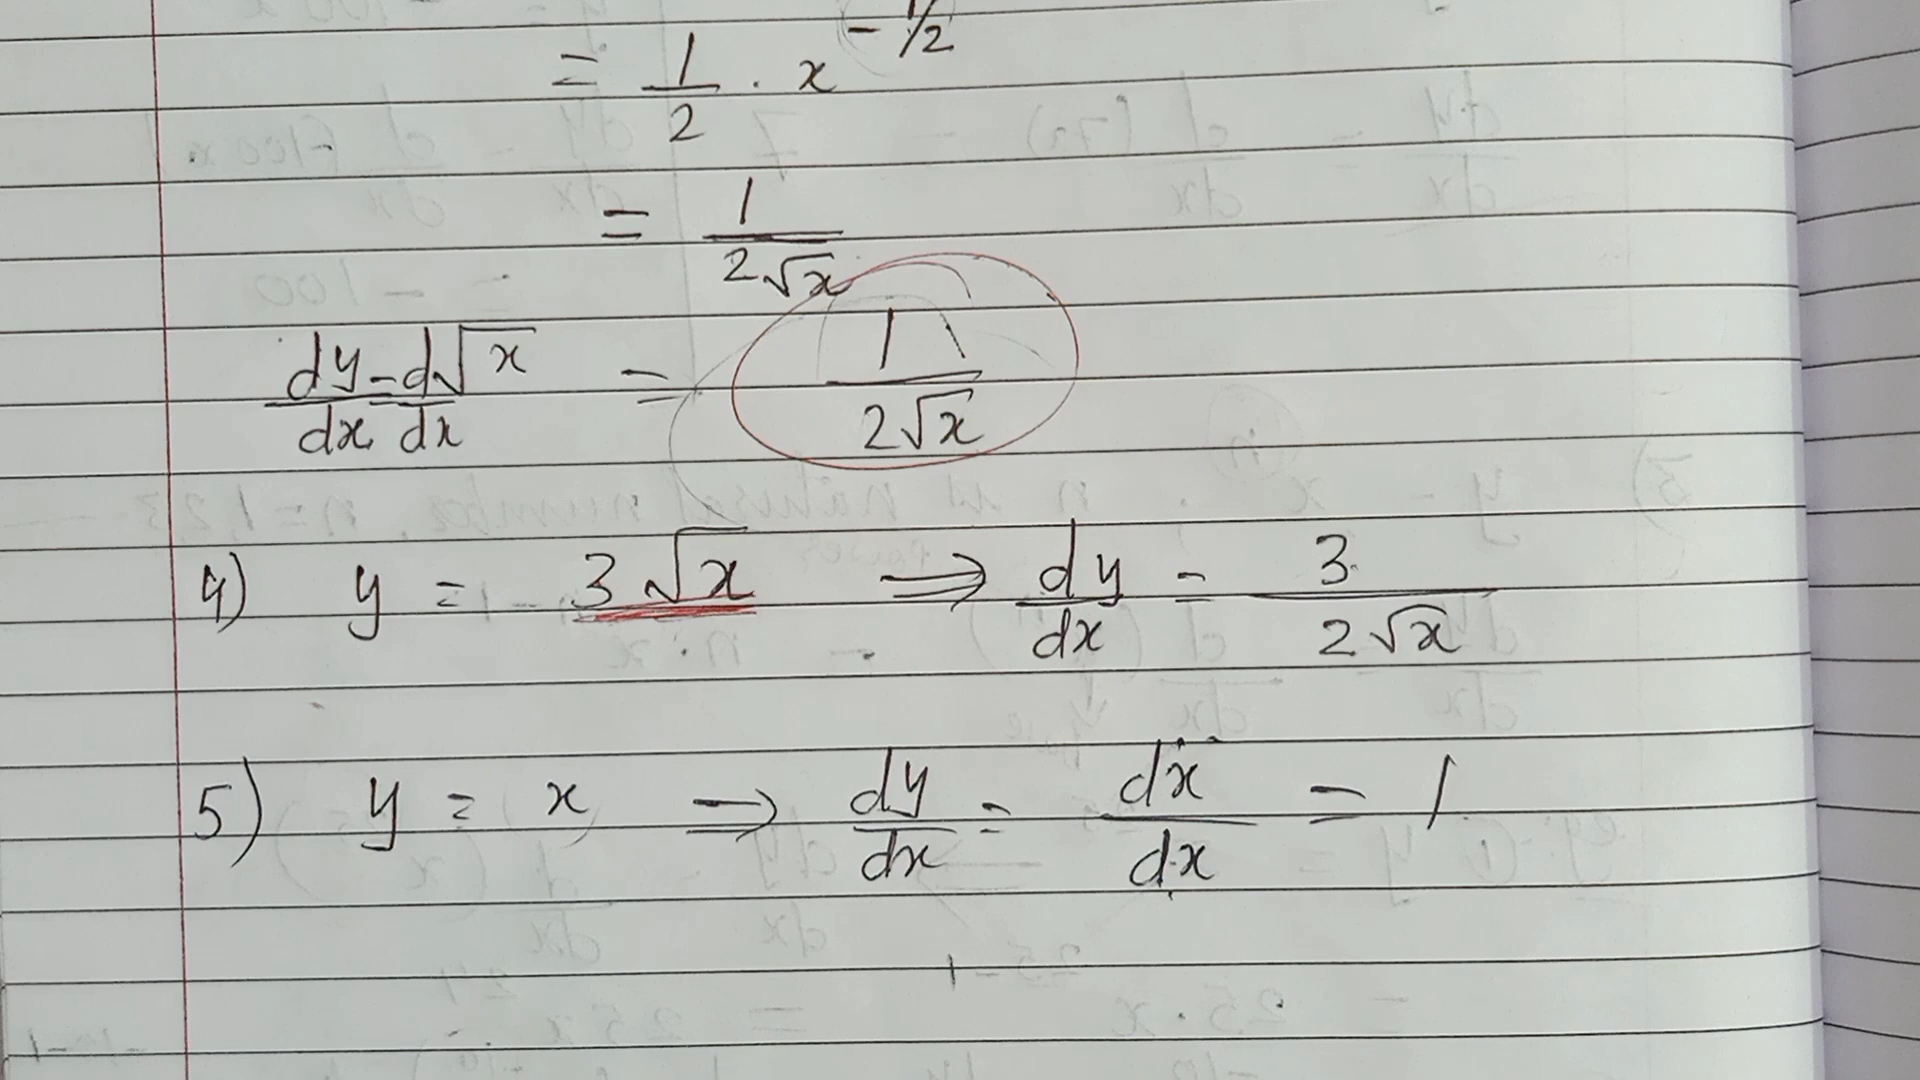 = 1/2 . x^-1/2
= 1/2√x
dy/dx = d√x/dx = 1/2√x
4) y = 3√x ⇒ dy/dx = 3/2√x
5) y = x ⇒ dy/dx = dx/dx = 1